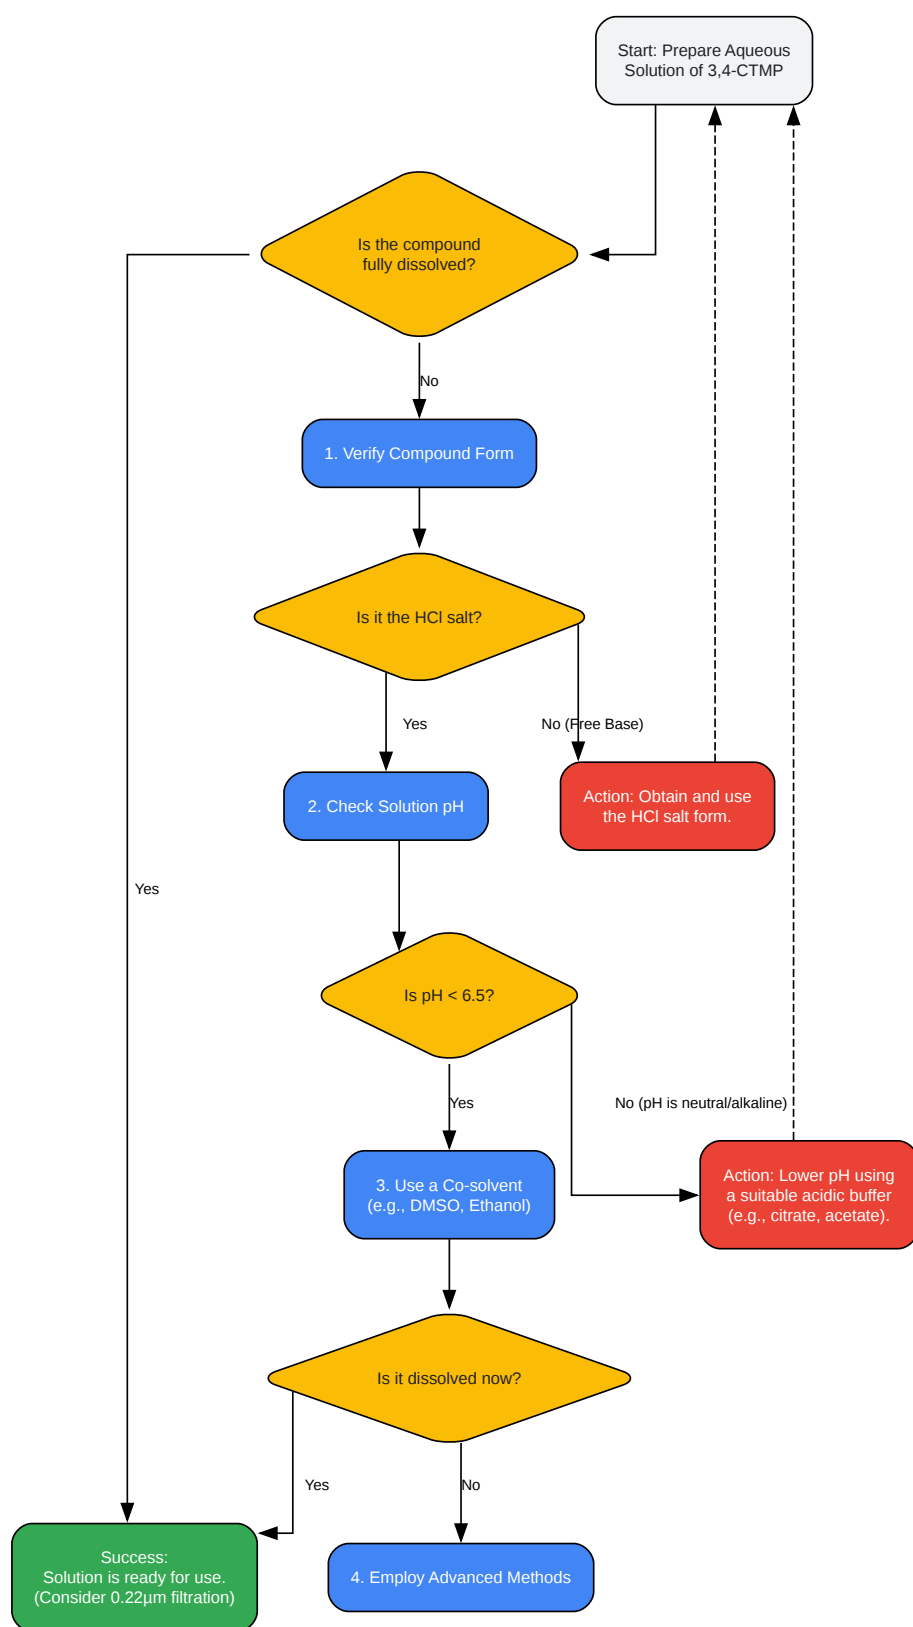 Start: Prepare Aqueous
Solution of 3,4-CTMP
Is the compound
fully dissolved?
No
1. Verify Compound Form
Is it the HCl salt?
Yes
No (Free Base)
2. Check Solution pH
Action: Obtain and use
the HCl salt form.
Yes
Is pH < 6.5?
Yes
No (pH is neutral/alkaline)
3. Use a Co-solvent
(e.g., DMSO, Ethanol)
Action: Lower pH using
a suitable acidic buffer
(e.g., citrate, acetate).
Is it dissolved now?
Yes
No
Success:
Solution is ready for use.
(Consider 0.22µm filtration)
4. Employ Advanced Methods